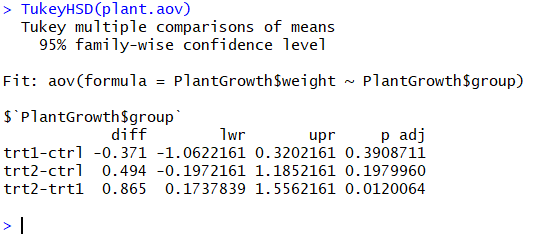 > TukeyHSD(plant.aov)
  Tukey multiple comparisons of means
    95% family-wise confidence level

Fit: aov(formula = PlantGrowth$weight ~ PlantGrowth$group)

$`PlantGrowth$group`
            diff        lwr       upr     p adj
trt1-ctrl -0.371 -1.0622161 0.3202161 0.3908711
trt2-ctrl  0.494 -0.1972161 1.1852161 0.1979960
trt2-trt1  0.865  0.1737839 1.5562161 0.0120064

>